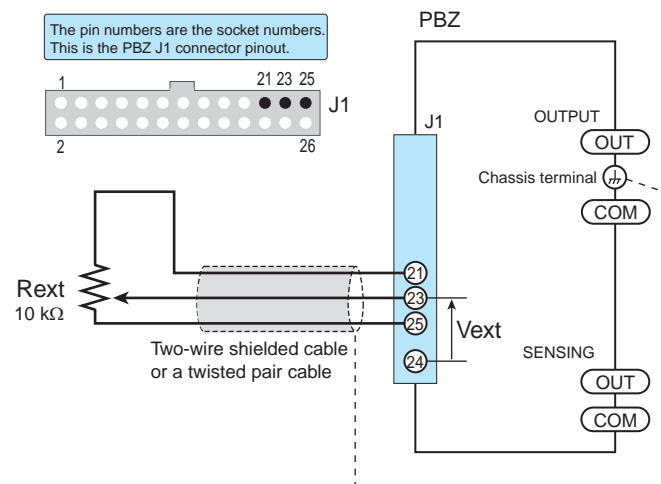 The pin numbers are the socket numbers.
This is the PBZ J1 connector pinout.
PBZ
1
21 23 25
J1
2
26
J1
OUTPUT
OUT
Chassis terminal
COM
21
23
25
24
Rext
10 kΩ
Vext
Two-wire shielded cable
or a twisted pair cable
SENSING
OUT
COM